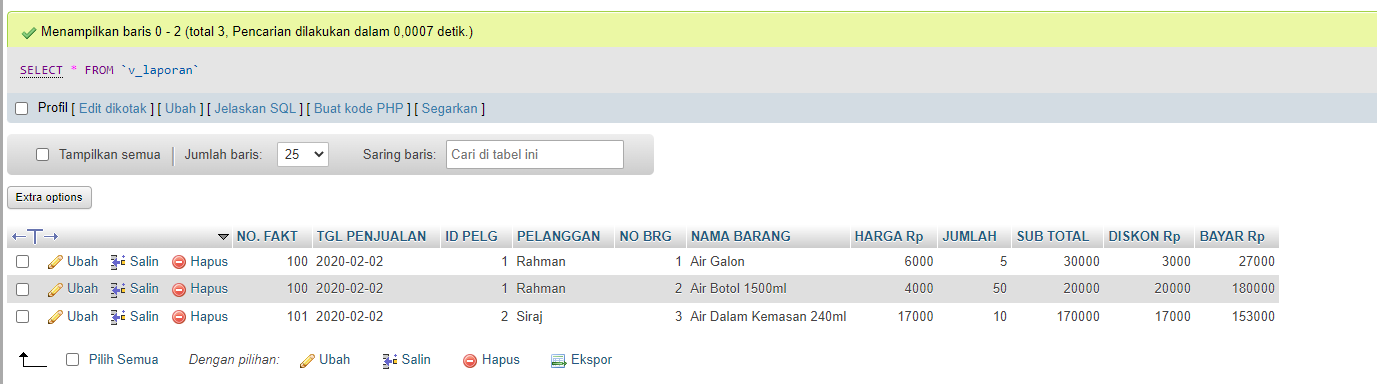 Menampilkan baris 0 - 2 (total 3, Pencarian dilakukan dalam 0,0007 detik.)
SELECT * FROM `v_laporan`
Profil [ Edit dikotak ] [ Ubah ] [ Jelaskan SQL ] [ Buat kode PHP ] [ Segarkan ]
Tampilkan semua Jumlah baris: 25 Saring baris: Cari di tabel ini
Extra options
←T→ NO. FAKT TGL PENJUALAN ID PELG PELANGGAN NO BRG NAMA BARANG HARGA Rp JUMLAH SUB TOTAL DISKON Rp BAYAR Rp
Ubah Salin Hapus 100 2020-02-02 1 Rahman 1 Air Galon 6000 5 30000 3000 27000
Ubah Salin Hapus 100 2020-02-02 1 Rahman 2 Air Botol 1500ml 4000 50 20000 20000 180000
Ubah Salin Hapus 101 2020-02-02 2 Siraj 3 Air Dalam Kemasan 240ml 17000 10 170000 17000 153000
Pilih Semua Dengan pilihan: Ubah Salin Hapus Ekspor